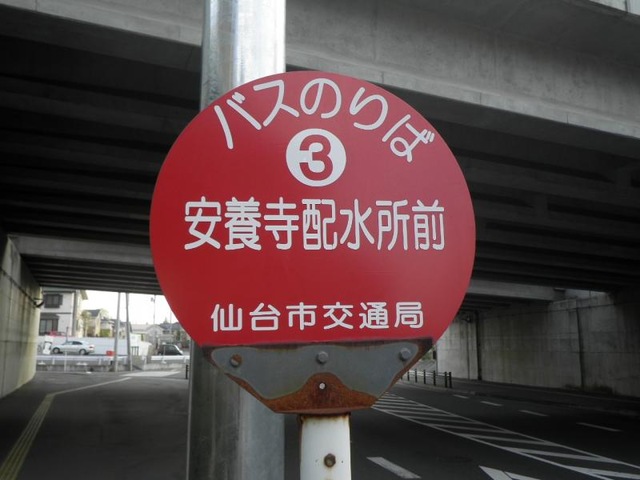 バスのりば
3
安養寺配水所前
仙台市交通局